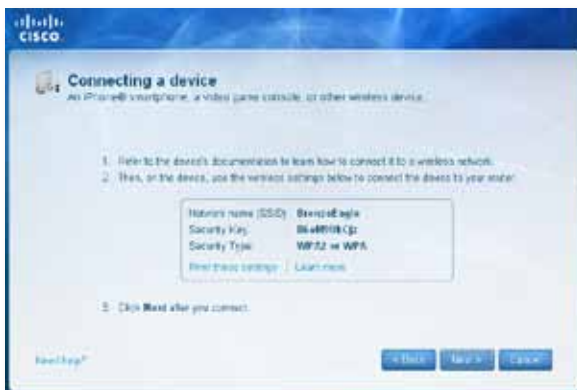 CISCO
Connecting a device
An iPhone® smartphone, a video game console, or other wireless device.
1. Refer to the device's documentation to learn how to connect it to a wireless network.
2. Then, on the device, use the wireless settings below to connect the device to your router.
Network name (SSID): BronzeEagle
Security Key:
Security Type: WPA2 or WPA
Print these settings | Learn more
3. Click Next after you connect.
Need help?
< Back Next > Cancel